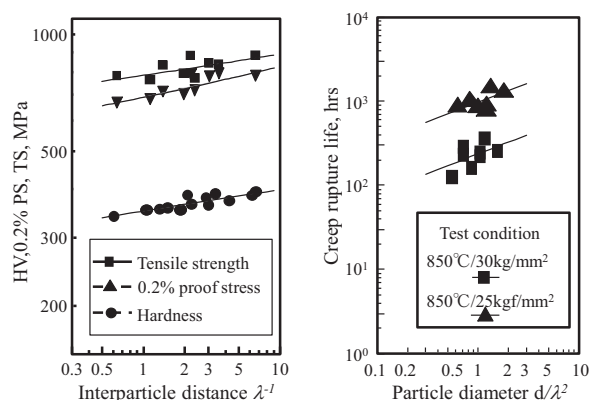 HV,0.2% PS, TS, MPa
1000
500
300
200
Tensile strength
0.2% proof stress
Hardness
0.3 0.5 1 3 5 10
Interparticle distance λ⁻¹
Creep rupture life, hrs
10⁴
10³
10²
10¹
10⁰
Test condition
850℃/30kg/mm²
850℃/25kgf/mm²
0.1 0.2 0.5 1 2 3 10
Particle diameter d/λ²